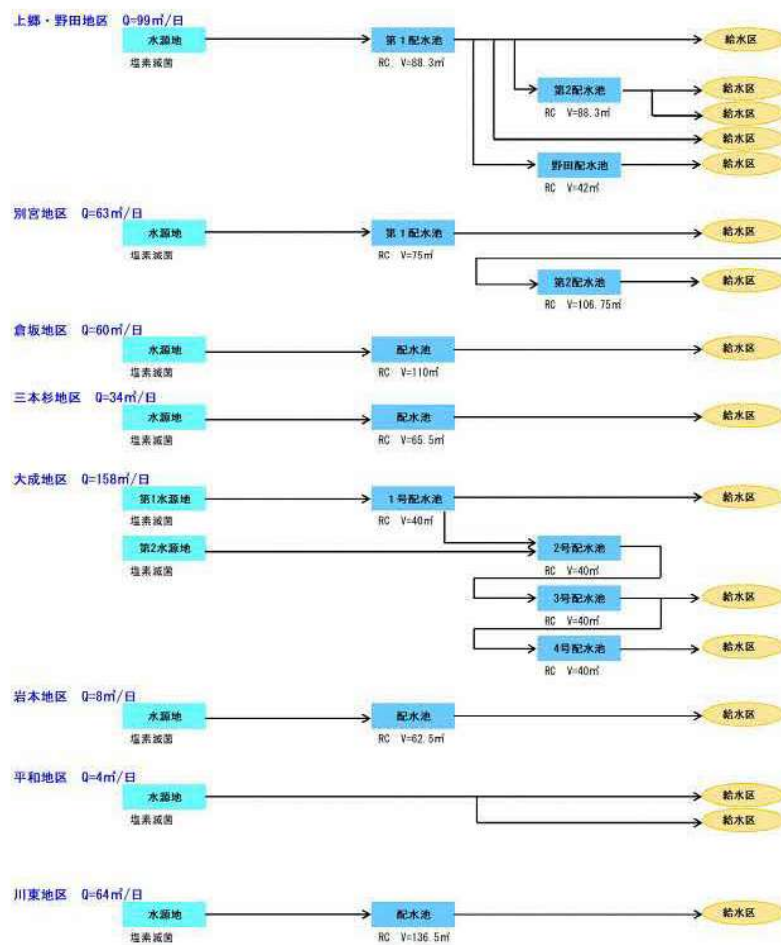 上郷・野田地区 Q=99㎥/日
水源地 第1配水池 給水区
塩素滅菌 RC V=88.3㎥
第2配水池 給水区
RC V=88.3㎥ 給水区
給水区
野田配水池 給水区
RC V=42㎥
別宮地区 Q=63㎥/日
水源地 第1配水池 給水区
塩素滅菌 RC V=75㎥
第2配水池 給水区
RC V=106.75㎥
倉坂地区 Q=60㎥/日
水源地 配水池 給水区
塩素滅菌 RC V=110㎥
三本杉地区 Q=34㎥/日
水源地 配水池 給水区
塩素滅菌 RC V=65.5㎥
大成地区 Q=158㎥/日
第1水源地 1号配水池 給水区
塩素滅菌 RC V=40㎥
第2水源地 2号配水池
塩素滅菌 RC V=40㎥
3号配水池 給水区
RC V=40㎥
4号配水池 給水区
RC V=40㎥
岩本地区 Q=8㎥/日
水源地 配水池 給水区
塩素滅菌 RC V=62.5㎥
平和地区 Q=4㎥/日
水源地 給水区
塩素滅菌 給水区
川東地区 Q=64㎥/日
水源地 配水池 給水区
塩素滅菌 RC V=136.5㎥